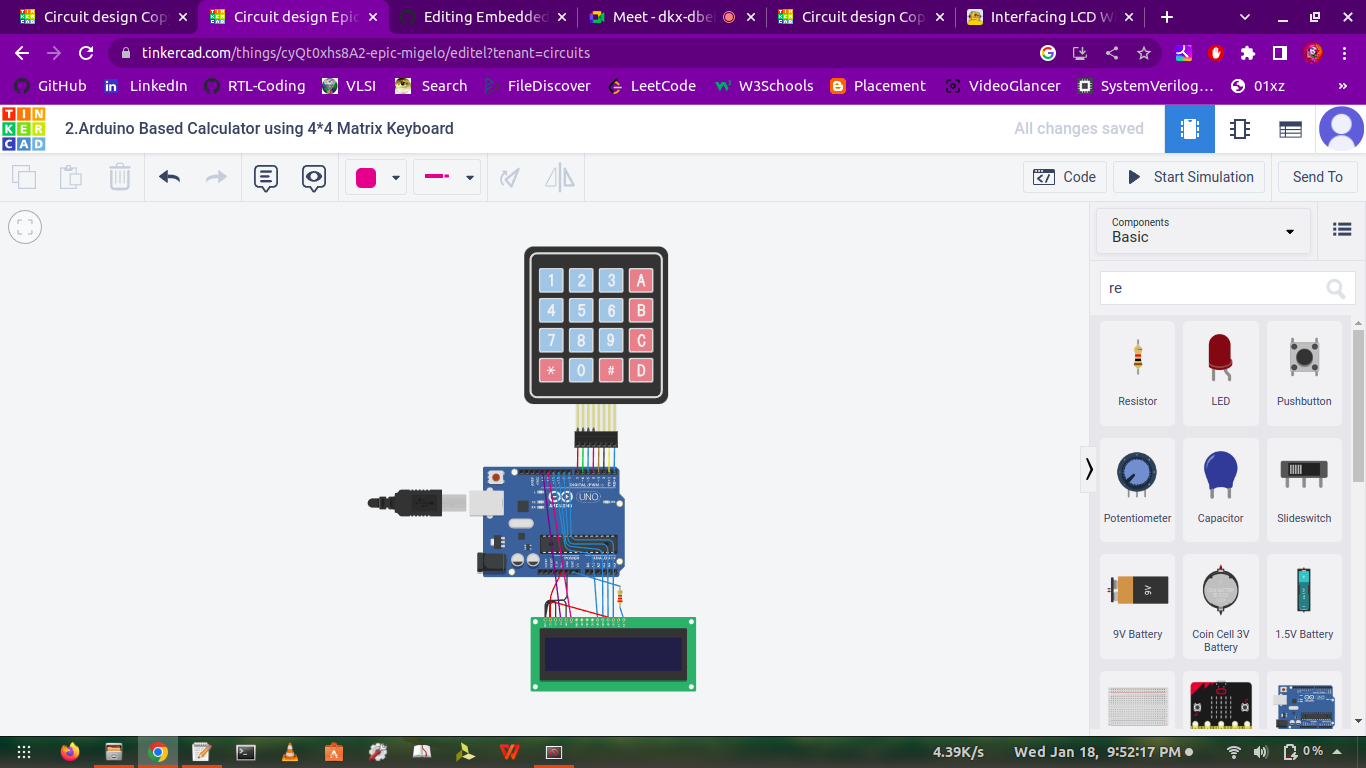 Circuit design Cop
Circuit design Epic
Editing Embedded
Meet - dkx-dbe
Circuit design Cop
Interfacing LCD W
tinkercad.com/things/cyQt0xhs8A2-epic-migelo/editel?tenant=circuits
GitHub
LinkedIn
RTL-Coding
VLSI
Search
FileDiscover
LeetCode
W3Schools
Placement
VideoGlancer
SystemVerilog...
01xz
»
TIN
KER
CAD
2.Arduino Based Calculator using 4*4 Matrix Keyboard
All changes saved
Code
Start Simulation
Send To
Components
Basic
re
1 2 3 A
4 5 6 B
7 8 9 C
* 0 # D
UNO
Resistor
LED
Pushbutton
Potentiometer
Capacitor
Slideswitch
9V
9V Battery
Coin Cell 3V
Battery
1.5V Battery
4.39K/s
Wed Jan 18, 9:52:17 PM
0 %